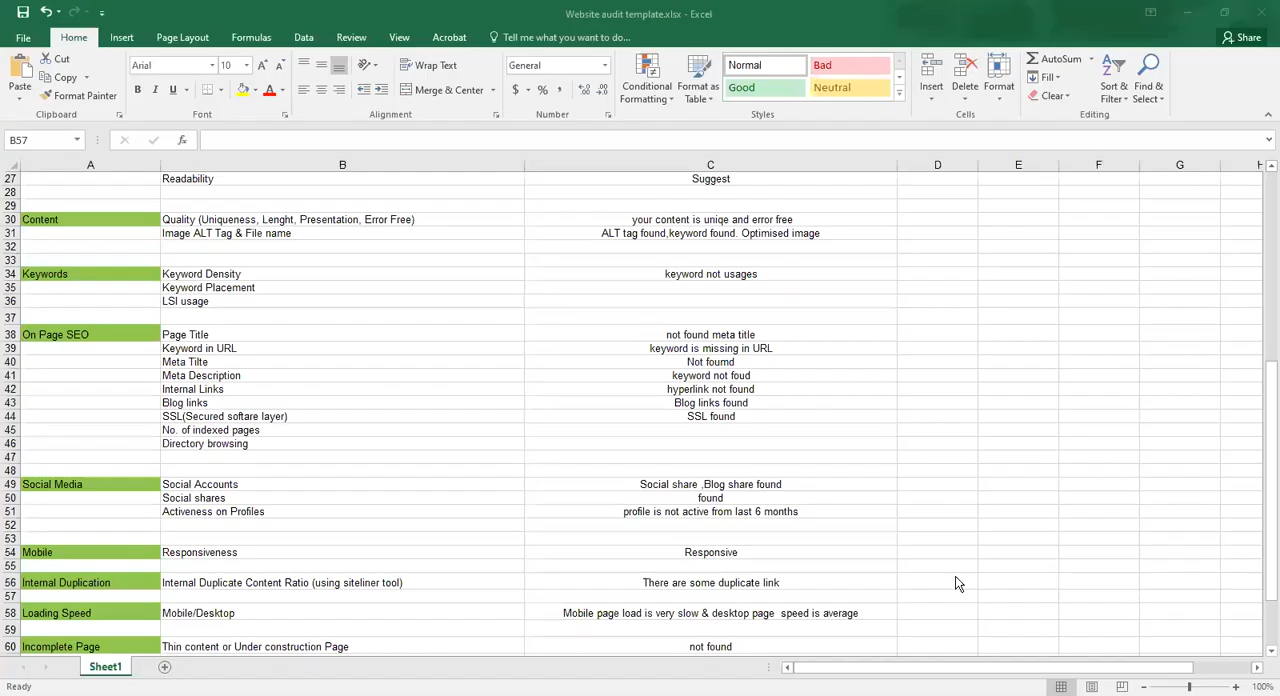 Website audit template.xlsx - Excel
File Home Insert Page Layout Formulas Data Review View Acrobat Tell me what you want to do... Share
Paste
Cut
Copy
Format Painter
Clipboard
Arial 10
B I U
Font
Wrap Text
Merge & Center
Alignment
General
$ % ,
Number
Conditional Formatting
Format as Table
Normal Bad
Good Neutral
Styles
Insert Delete Format
Cells
AutoSum
Fill
Clear
Sort & Filter
Find & Select
Editing
B57 fx
A B C D E F G H
27 Readability Suggest
28
29
30 Content Quality (Uniqueness, Lenght, Presentation, Error Free) your content is uniqe and error free
31 Image ALT Tag & File name ALT tag found,keyword found. Optimised image
32
33
34 Keywords Keyword Density keyword not usages
35 Keyword Placement
36 LSI usage
37
38 On Page SEO Page Title not found meta title
39 Keyword in URL keyword is missing in URL
40 Meta Tilte Not foumd
41 Meta Description keyword not foud
42 Internal Links hyperlink not found
43 Blog links Blog links found
44 SSL(Secured softare layer) SSL found
45 No. of indexed pages
46 Directory browsing
47
48
49 Social Media Social Accounts Social share ,Blog share found
50 Social shares found
51 Activeness on Profiles profile is not active from last 6 months
52
53
54 Mobile Responsiveness Responsive
55
56 Internal Duplication Internal Duplicate Content Ratio (using siteliner tool) There are some duplicate link
57
58 Loading Speed Mobile/Desktop Mobile page load is very slow & desktop page  speed is average
59
60 Incomplete Page Thin content or Under construction Page not found
Sheet1
Ready 100%